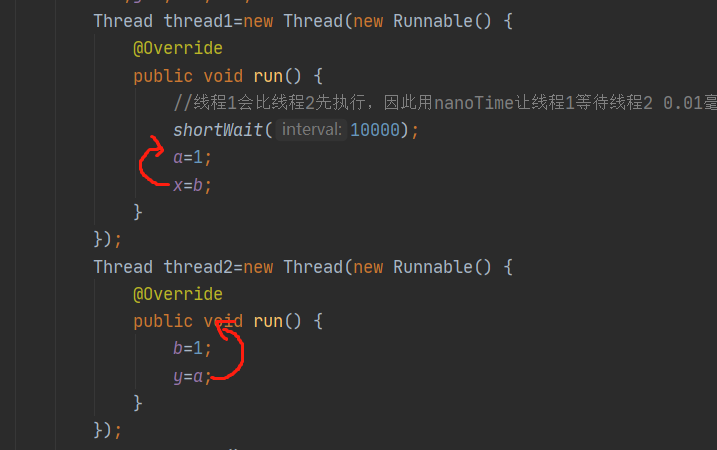 Thread thread1=new Thread(new Runnable() {
@Override
public void run() {
//线程1会比线程2先执行，因此用nanoTime让线程1等待线程2 0.01毫
shortWait( interval: 10000);
a=1;
x=b;
}
});
Thread thread2=new Thread(new Runnable() {
@Override
public void run() {
b=1;
y=a;
}
});